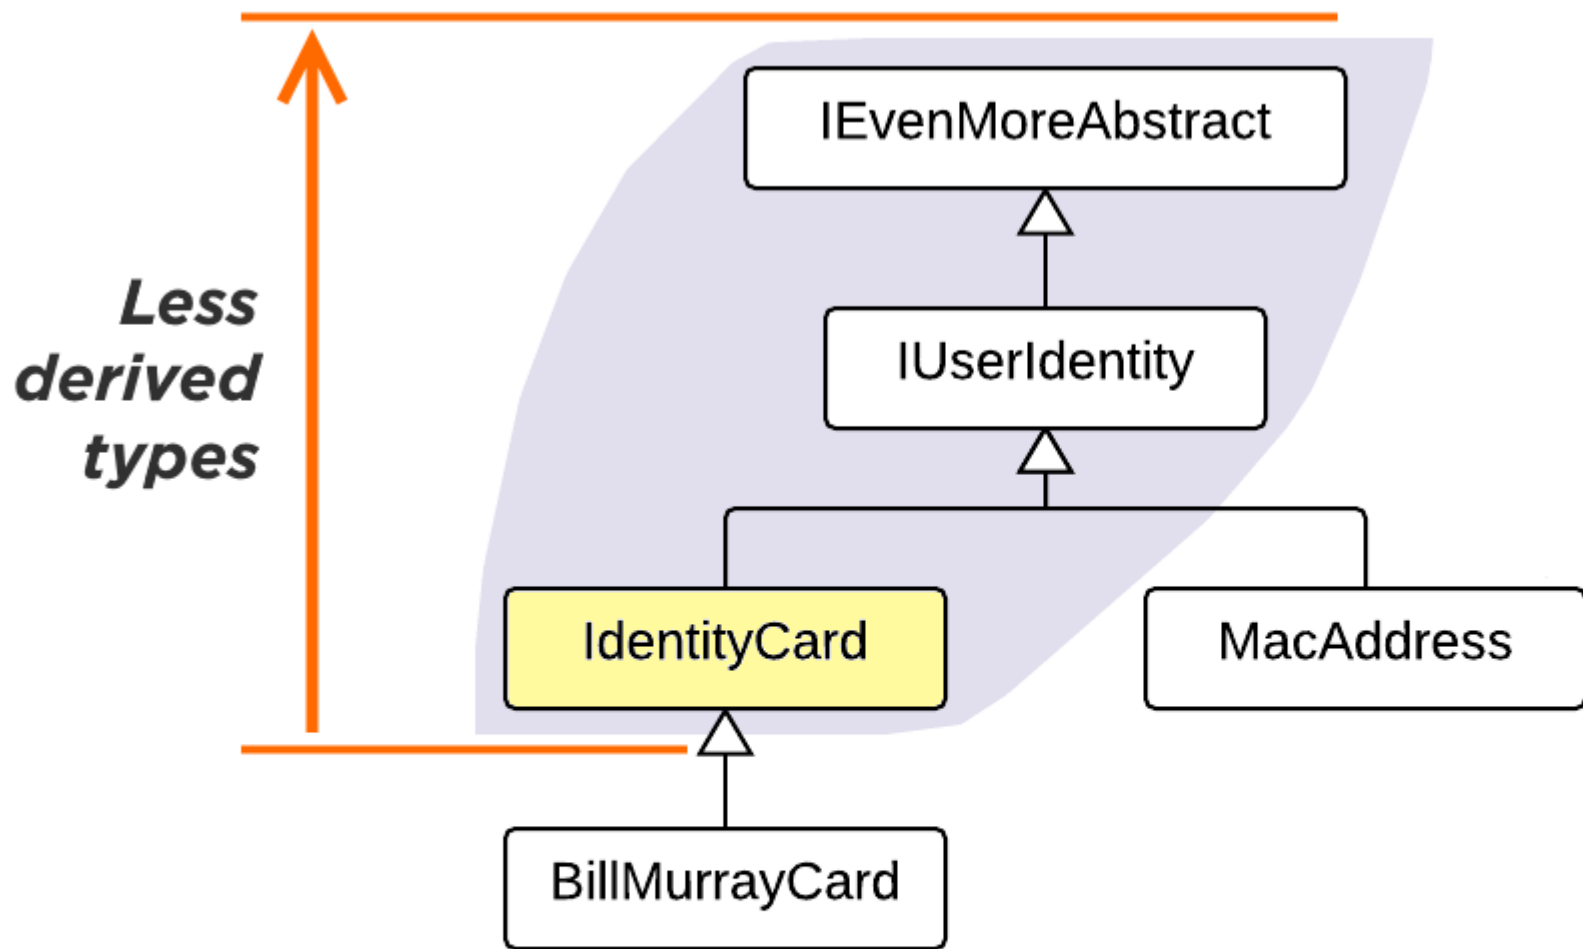 IEvenMoreAbstract
Less
derived
types
IUserIdentity
IdentityCard
MacAddress
BillMurrayCard